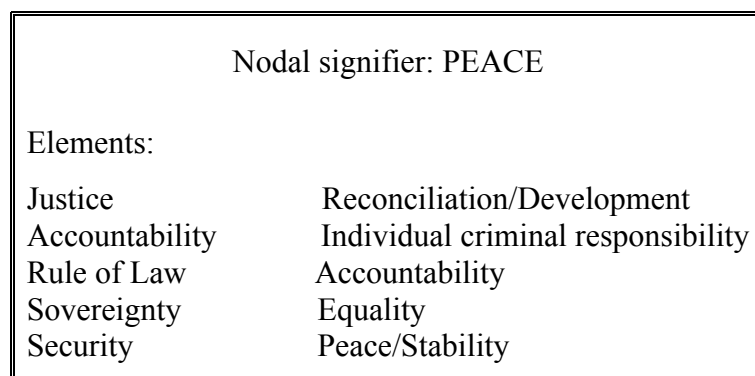 Nodal signifier: PEACE
Elements:
Justice Reconciliation/Development
Accountability Individual criminal responsibility
Rule of Law Accountability
Sovereignty Equality
Security Peace/Stability